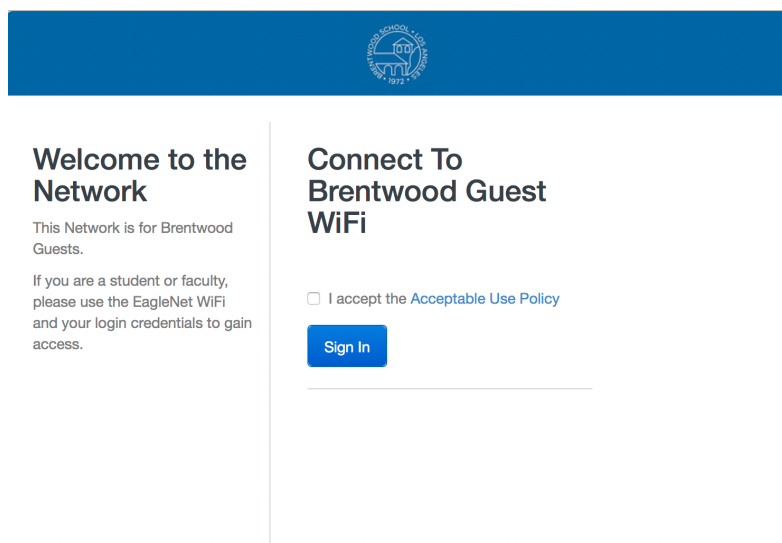 BRENTWOOD SCHOOL • LOS ANGELES • 1972 •
Welcome to the
Network
This Network is for Brentwood
Guests.
If you are a student or faculty,
please use the EagleNet WiFi
and your login credentials to gain
access.
Connect To
Brentwood Guest
WiFi
I accept the Acceptable Use Policy
Sign In